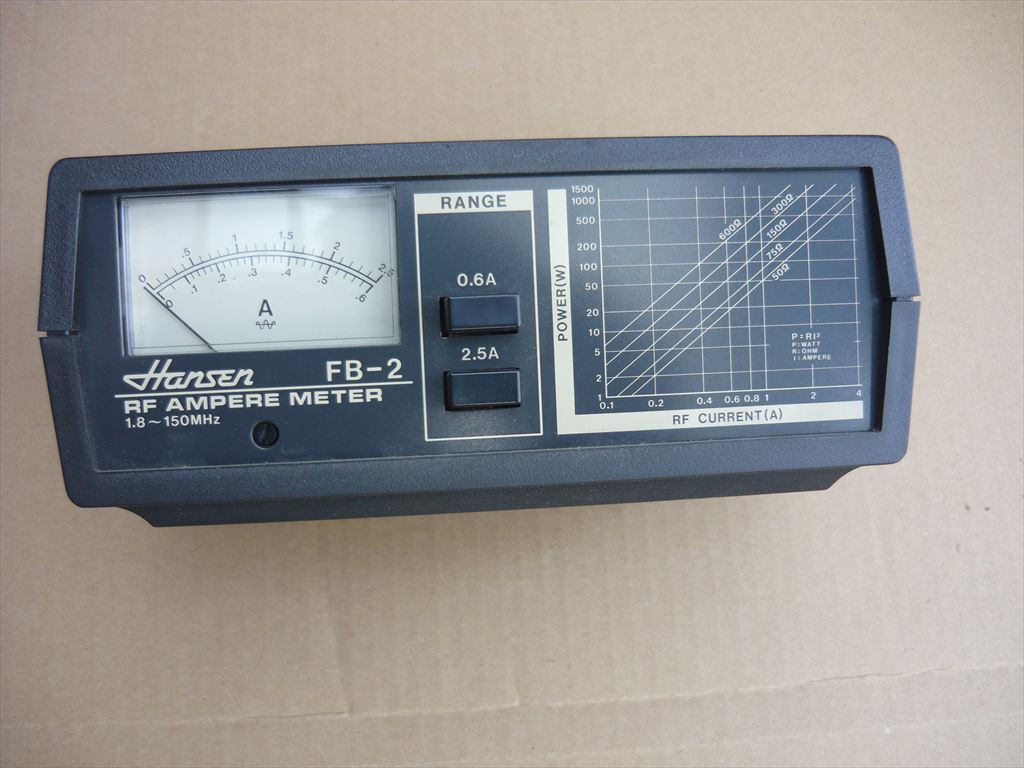 0 .5 1 1.5 2 2.5
0 .1 .2 .3 .4 .5 .6
A
Hansen FB-2
RF AMPERE METER
1.8~150MHz
RANGE
0.6A
2.5A
POWER(W)
1500
1000
500
200
100
50
20
10
5
2
1
600Ω
300Ω
150Ω
75Ω
50Ω
P=RI²
P:WATT
R:OHM
I:AMPERE
0.1 0.2 0.4 0.6 0.8 1 2 4
RF CURRENT(A)